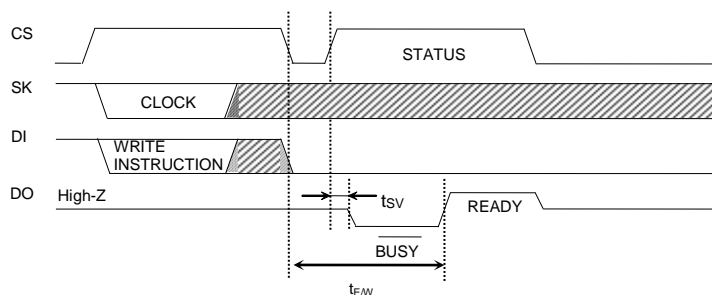 CS
STATUS
SK
CLOCK
DI
WRITE
INSTRUCTION
DO
High-Z
tSV
READY
BUSY
tE/W